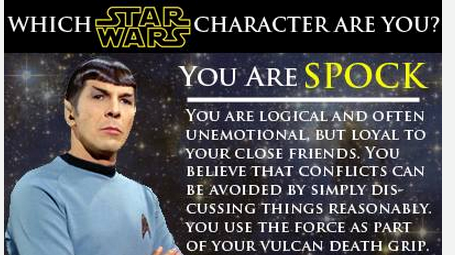 WHICH STAR WARS CHARACTER ARE YOU?
YOU ARE SPOCK
YOU ARE LOGICAL AND OFTEN
UNEMOTIONAL, BUT LOYAL TO
YOUR CLOSE FRIENDS. YOU
BELIEVE THAT CONFLICTS CAN
BE AVOIDED BY SIMPLY DIS-
CUSSING THINGS REASONABLY.
YOU USE THE FORCE AS PART
OF YOUR VULCAN DEATH GRIP.